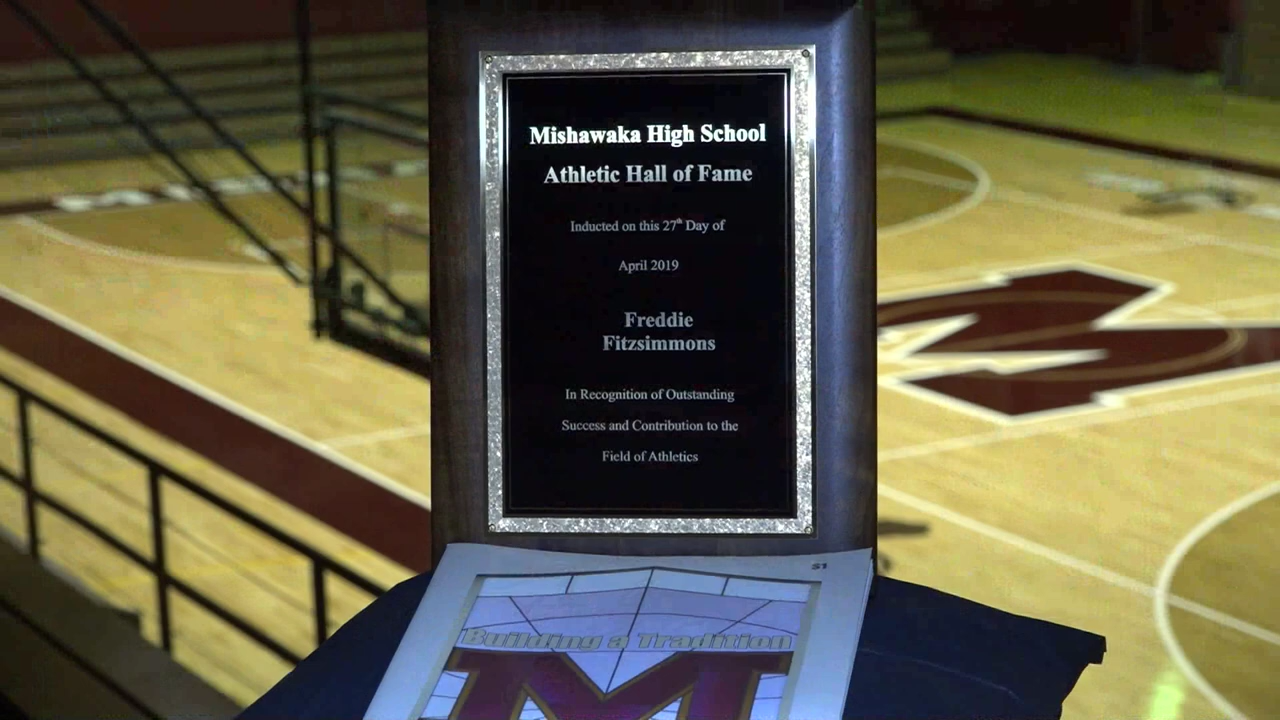 Mishawaka High School
Athletic Hall of Fame
Inducted on this 27th Day of
April 2019
Freddie
Fitzsimmons
In Recognition of Outstanding
Success and Contribution to the
Field of Athletics
S1
Building a Tradition
M
M